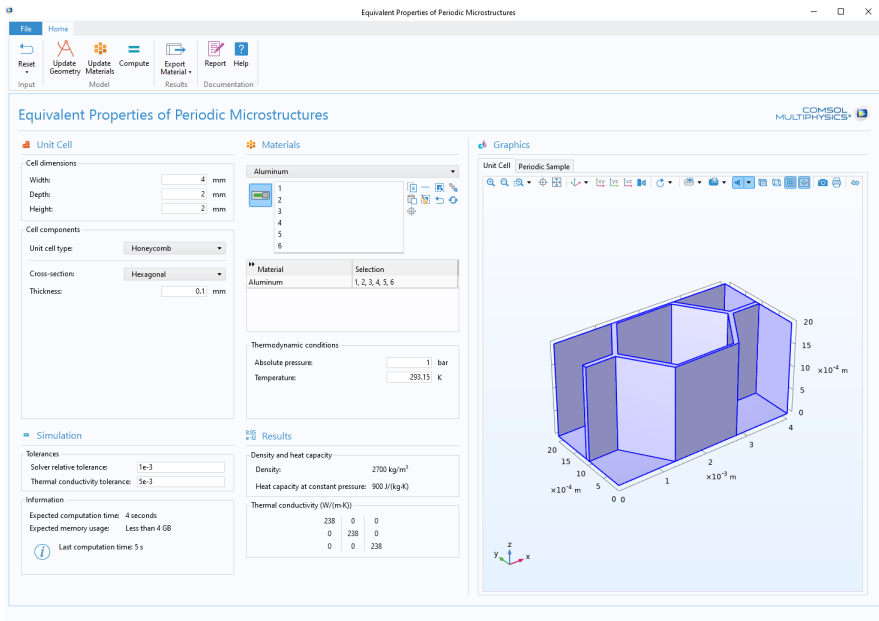 Equivalent Properties of Periodic Microstructures
File Home
Reset Update Geometry Update Materials Compute Export Material Report Help
Input Model Results Documentation
Equivalent Properties of Periodic Microstructures
COMSOL
MULTIPHYSICS®
Unit Cell
Cell dimensions
Width: 4 mm
Depth: 2 mm
Height: 2 mm
Cell components
Unit cell type: Honeycomb
Cross-section: Hexagonal
Thickness: 0.1 mm
Materials
Aluminum
1
2
3
4
5
6
Material Selection
Aluminum 1, 2, 3, 4, 5, 6
Thermodynamic conditions
Absolute pressure: 1 bar
Temperature: 293.15 K
Simulation
Tolerances
Solver relative tolerance: 1e-3
Thermal conductivity tolerance: 5e-3
Information
Expected computation time: 4 seconds
Expected memory usage: Less than 4 GB
Last computation time: 5 s
8.85
e-12
Results
Density and heat capacity
Density: 2700 kg/m³
Heat capacity at constant pressure: 900 J/(kg·K)
Thermal conductivity (W/(m·K))
238 0 0
0 238 0
0 0 238
Graphics
Unit Cell Periodic Sample
xy yz xz
20
15
10 ×10⁻⁴ m
5
0
4
3
2
×10⁻³ m
1
0
20
15
10
×10⁻⁴ m
5
0
z
y x